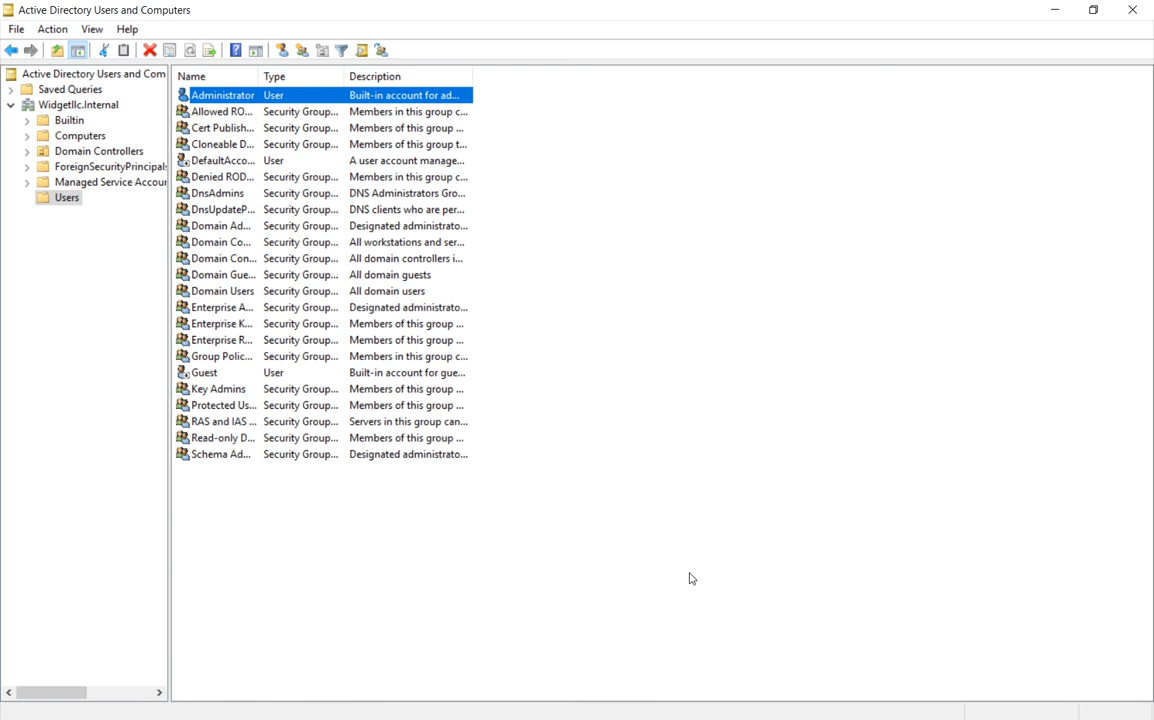 Active Directory Users and Computers
File Action View Help
Active Directory Users and Com
Saved Queries
Widgetllc.Internal
Builtin
Computers
Domain Controllers
ForeignSecurityPrincipals
Managed Service Accour
Users
Name Type Description
Administrator User Built-in account for ad...
Allowed RO... Security Group... Members in this group c...
Cert Publish... Security Group... Members of this group ...
Cloneable D... Security Group... Members of this group t...
DefaultAcco... User A user account manage...
Denied ROD... Security Group... Members in this group c...
DnsAdmins Security Group... DNS Administrators Gro...
DnsUpdateP... Security Group... DNS clients who are per...
Domain Ad... Security Group... Designated administrato...
Domain Co... Security Group... All workstations and ser...
Domain Con... Security Group... All domain controllers i...
Domain Gue... Security Group... All domain guests
Domain Users Security Group... All domain users
Enterprise A... Security Group... Designated administrato...
Enterprise K... Security Group... Members of this group ...
Enterprise R... Security Group... Members of this group ...
Group Polic... Security Group... Members in this group c...
Guest User Built-in account for gue...
Key Admins Security Group... Members of this group ...
Protected Us... Security Group... Members of this group ...
RAS and IAS ... Security Group... Servers in this group can...
Read-only D... Security Group... Members of this group ...
Schema Ad... Security Group... Designated administrato...